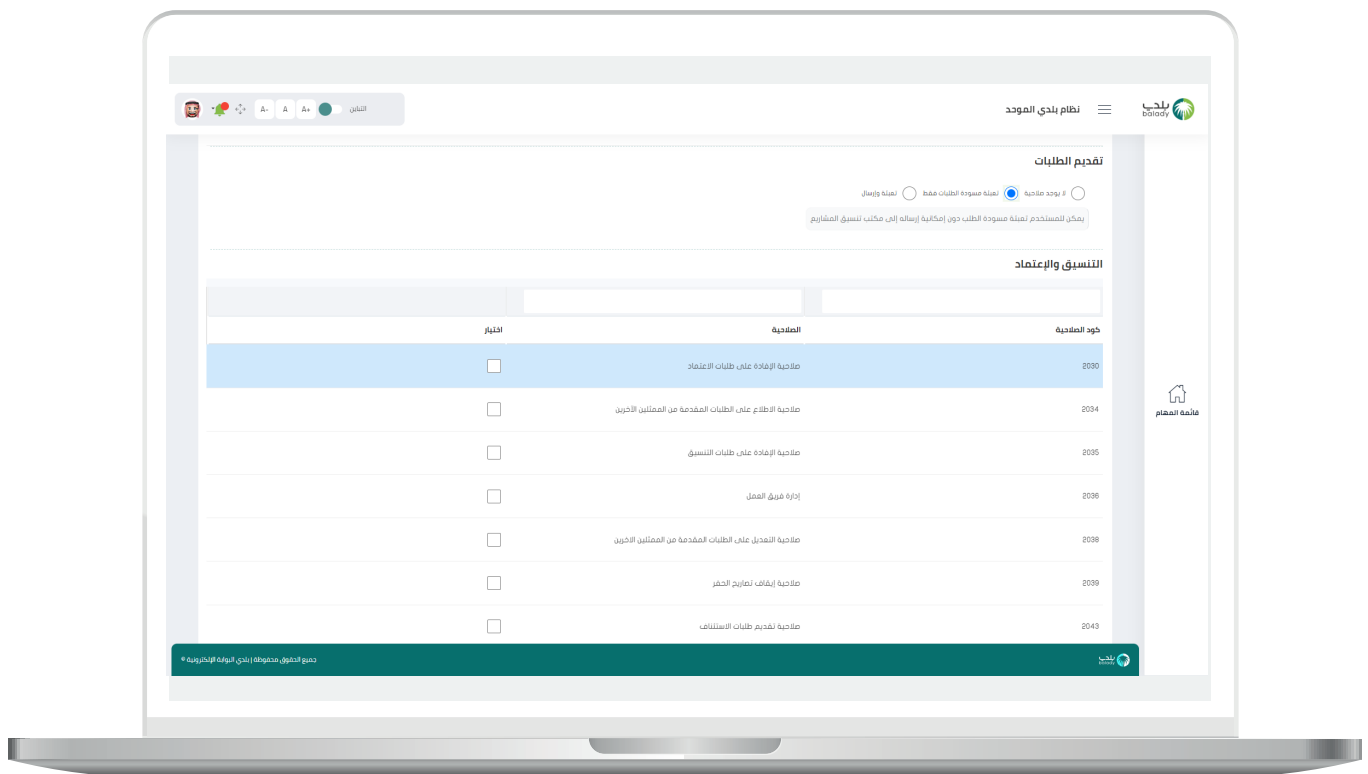 بلدي
balady
نظام بلدي الموحد
التباين
A+
A
A-
تقديم الطلبات
لا يوجد صلاحية
تعبئة مسودة الطلبات فقط
تعبئة وإرسال
يمكن للمستخدم تعبئة مسودة الطلب دون إمكانية إرساله إلى مكتب تنسيق المشاريع
التنسيق والإعتماد
كود الصلاحية الصلاحية اختيار
2030 صلاحية الإفادة على طلبات الاعتماد
2034 صلاحية الاطلاع على الطلبات المقدمة من الممثلين الآخرين
2035 صلاحية الإفادة على طلبات التنسيق
2036 إدارة فريق العمل
2038 صلاحية التعديل على الطلبات المقدمة من الممثلين الاخرين
2039 صلاحية إيقاف تصاريح الحفر
2043 صلاحية تقديم طلبات الاستئناف
قائمة المهام
بلدي
balady
جميع الحقوق محفوظة | بلدي البوابة الإلكترونية ©